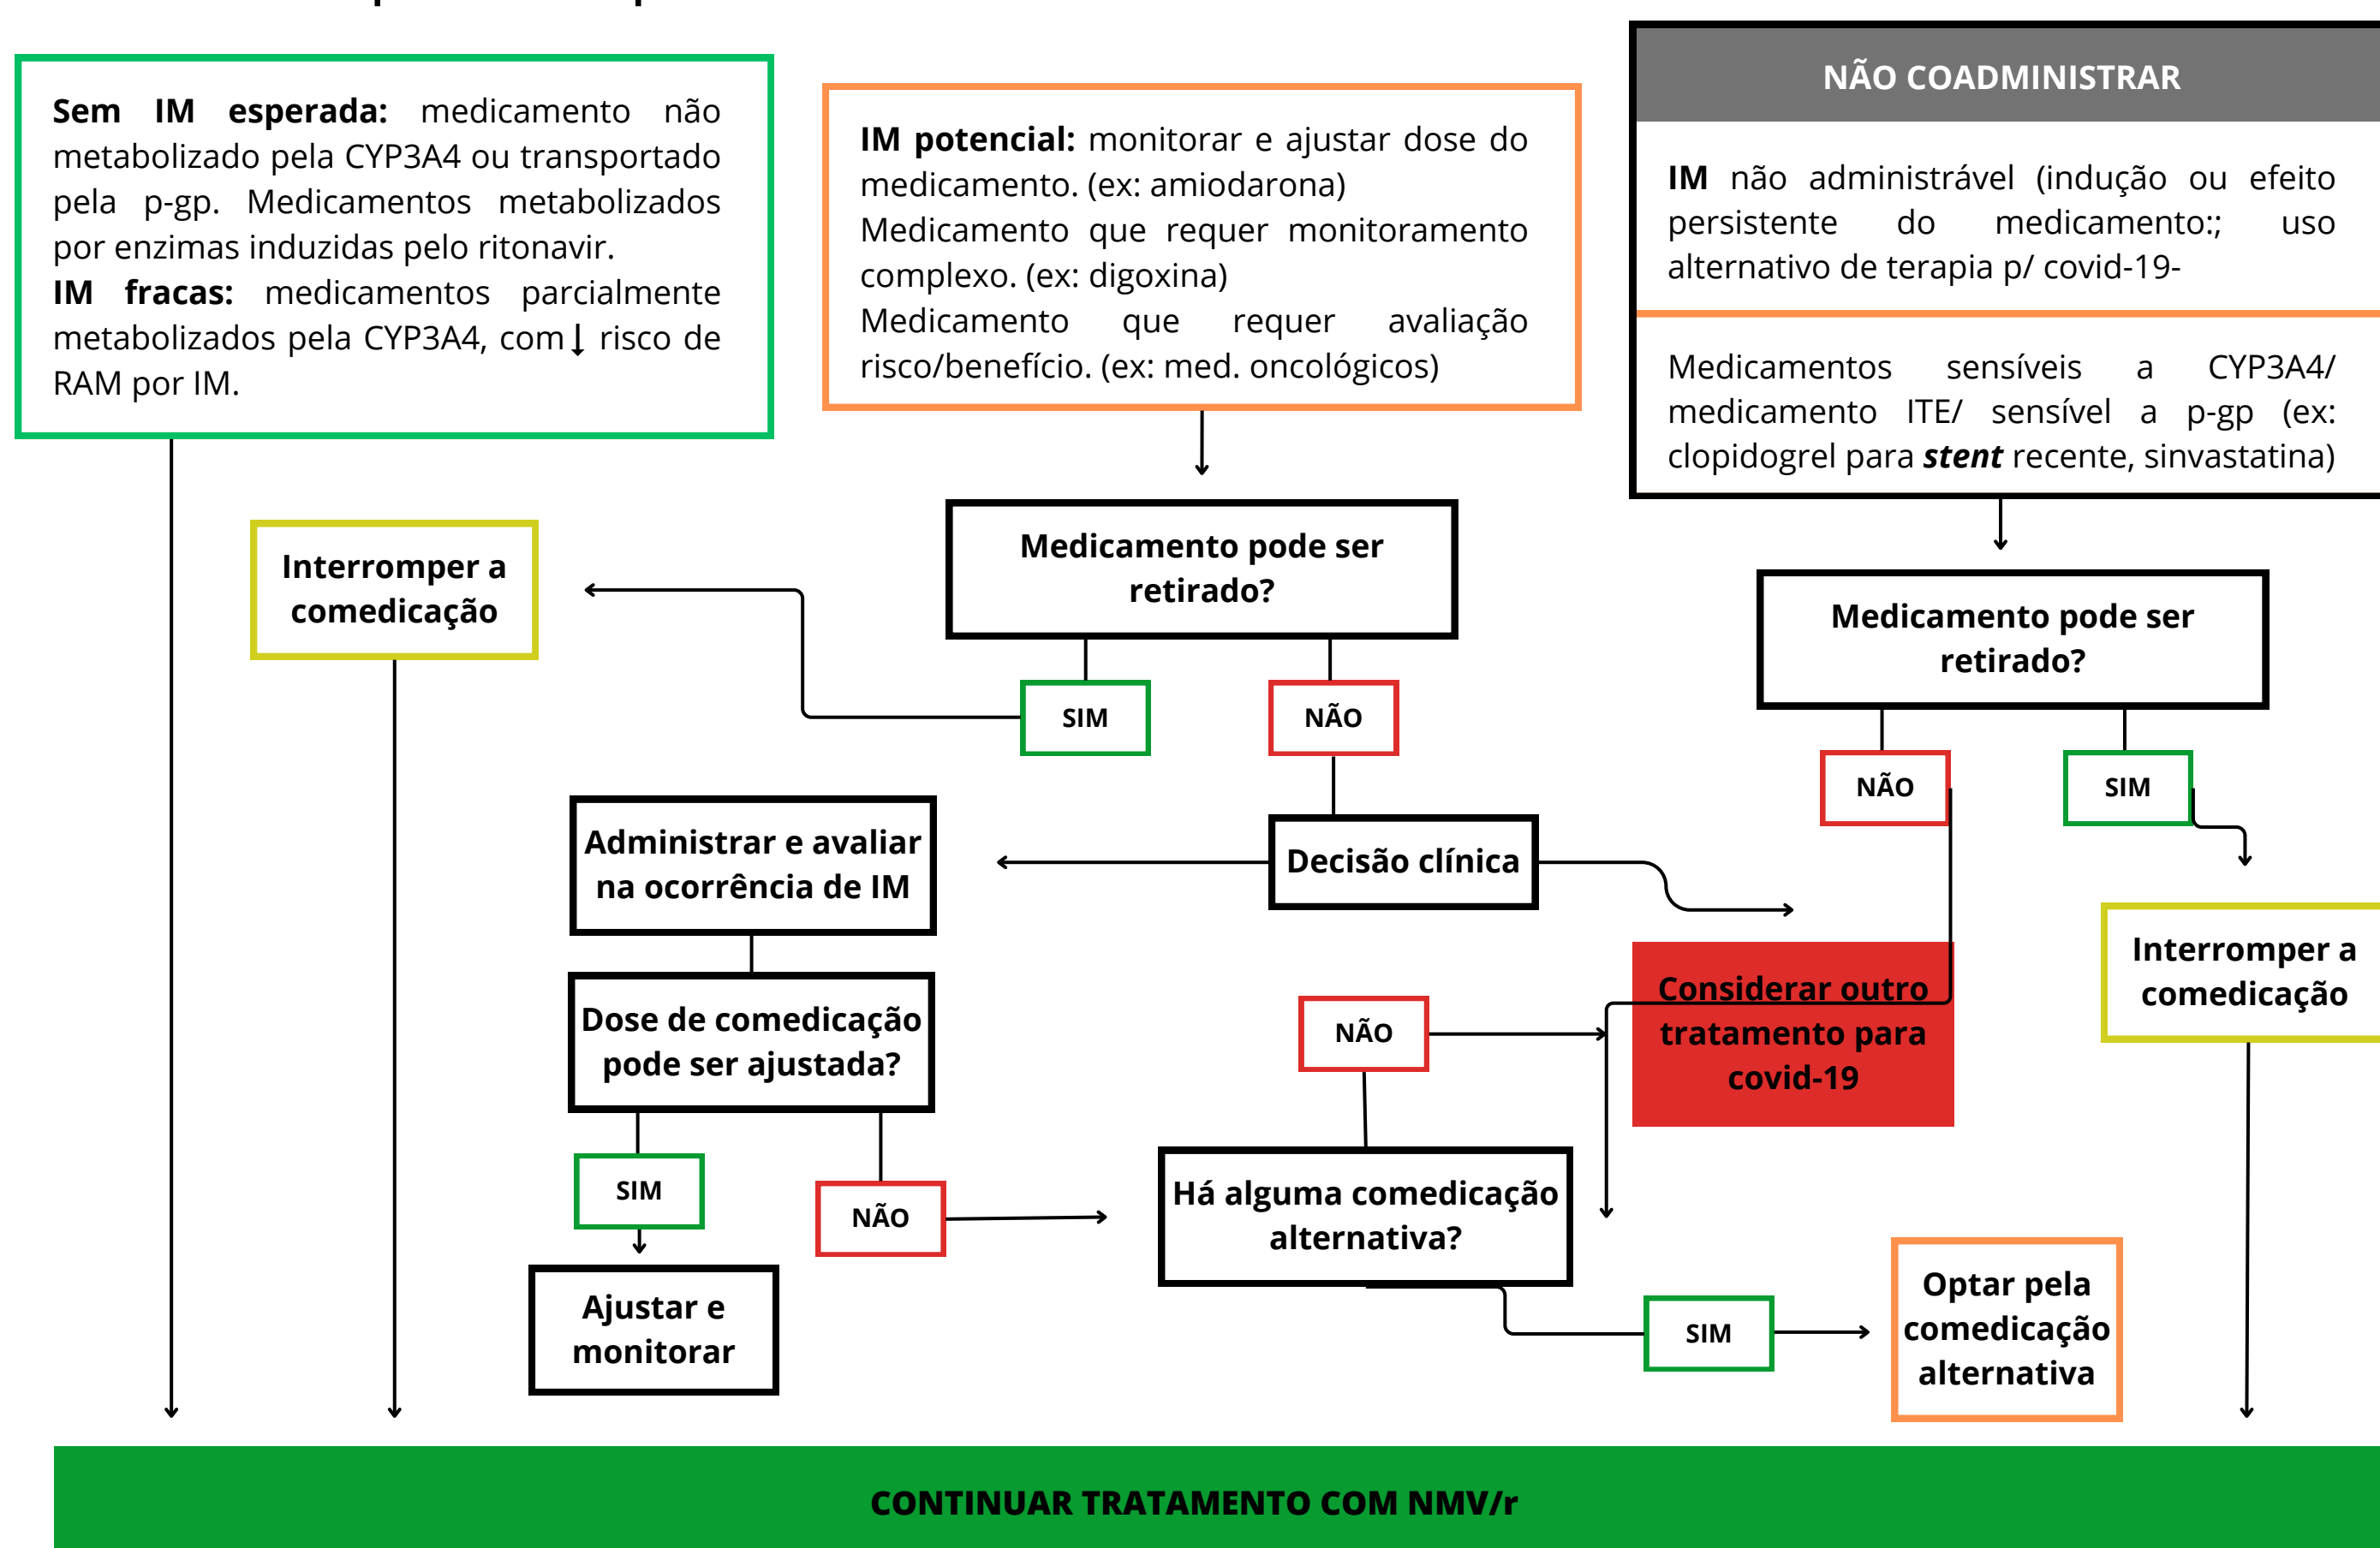 Sem IM esperada: medicamento não
metabolizado pela CYP3A4 ou transportado
pela p-gp. Medicamentos metabolizados
por enzimas induzidas pelo ritonavir.
IM fracas: medicamentos parcialmente
metabolizados pela CYP3A4, com↓ risco de
RAM por IM.
IM potencial: monitorar e ajustar dose do
medicamento. (ex: amiodarona)
Medicamento que requer monitoramento
complexo. (ex: digoxina)
Medicamento que requer avaliação
risco/benefício. (ex: med. oncológicos)
NÃO COADMINISTRAR
IM não administrável (indução ou efeito
persistente do medicamento:; uso
alternativo de terapia p/ covid-19-
Medicamentos sensíveis a CYP3A4/
medicamento ITE/ sensível a p-gp (ex:
clopidogrel para stent recente, sinvastatina)
Interromper a
comedicação
Medicamento pode ser
retirado?
SIM
NÃO
Medicamento pode ser
retirado?
NÃO
SIM
Administrar e avaliar
na ocorrência de IM
Decisão clínica
Interromper a
comedicação
Considerar outro
tratamento para
covid-19
Dose de comedicação
pode ser ajustada?
NÃO
SIM
NÃO
Há alguma comedicação
alternativa?
Ajustar e
monitorar
SIM
Optar pela
comedicação
alternativa
CONTINUAR TRATAMENTO COM NMV/r